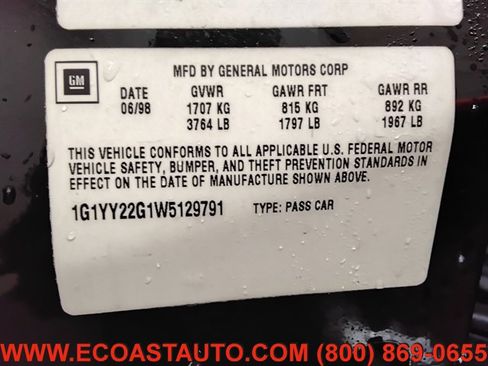 GM
MFD BY GENERAL MOTORS CORP
DATE GVWR GAWR FRT GAWR RR
06/98 1707 KG 815 KG 892 KG
3764 LB 1797 LB 1967 LB
THIS VEHICLE CONFORMS TO ALL APPLICABLE U.S. FEDERAL MOTOR
VEHICLE SAFETY, BUMPER, AND THEFT PREVENTION STANDARDS IN
EFFECT ON THE DATE OF MANUFACTURE SHOWN ABOVE.
1G1YY22G1W5129791 TYPE: PASS CAR
WWW.ECOASTAUTO.COM (800) 869-0655